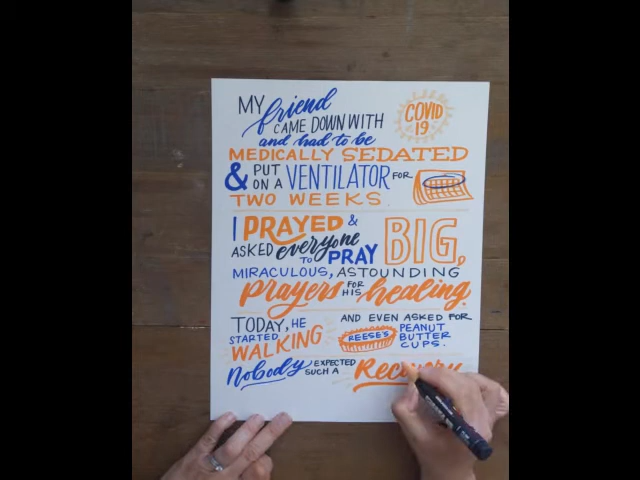 MY friend
CAME DOWN WITH
COVID
19
and had to be
MEDICALLY SEDATED
& PUT ON A VENTILATOR FOR
TWO WEEKS.
I PRAYED &
ASKED everyone
TO PRAY BIG,
MIRACULOUS, ASTOUNDING
prayers FOR HIS healing.
TODAY, HE
STARTED
WALKING
AND EVEN ASKED FOR
REESE'S
PEANUT
BUTTER
CUPS.
Nobody EXPECTED
SUCH A Recovery